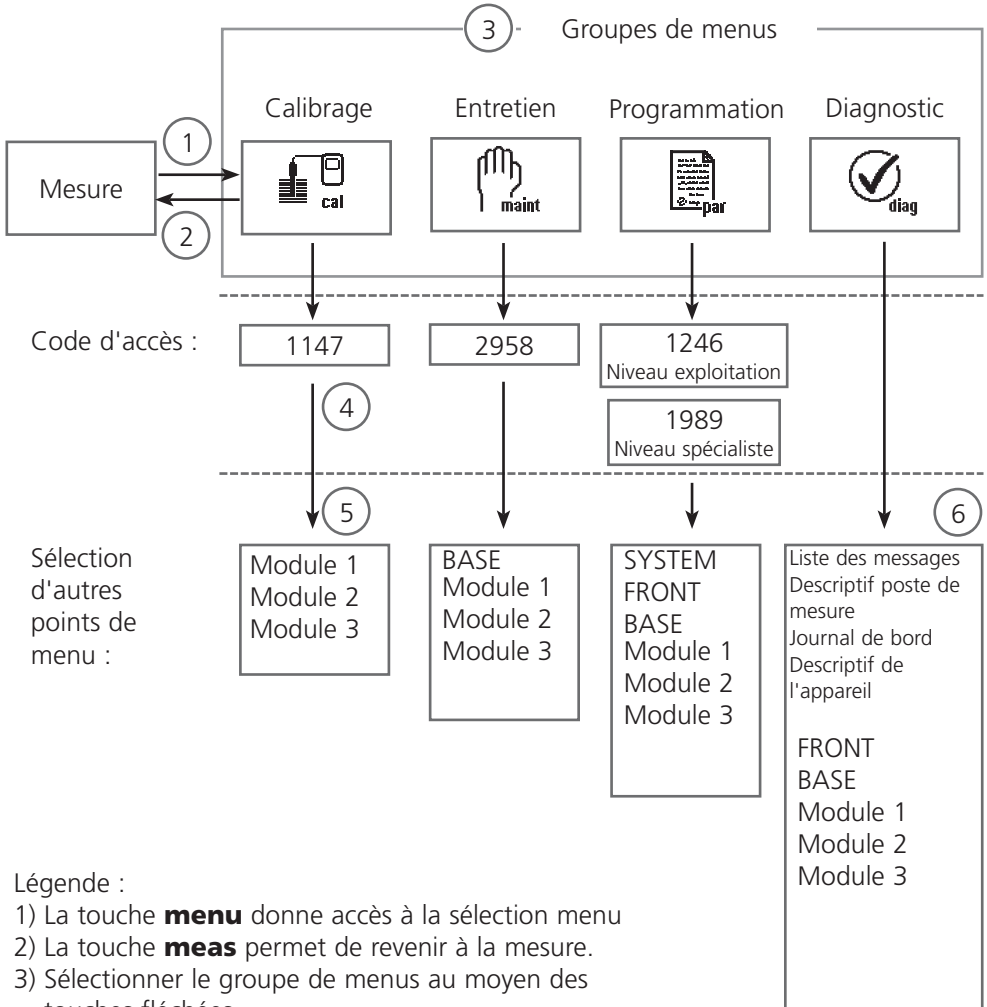 3
Groupes de menus
Calibrage
Entretien
Programmation
Diagnostic
Mesure
1
2
cal
maint
par
diag
Code d'accès :
1147
2958
1246
Niveau exploitation
1989
Niveau spécialiste
4
5
6
Sélection
d'autres
points de
menu :
Module 1
Module 2
Module 3
BASE
Module 1
Module 2
Module 3
SYSTEM
FRONT
BASE
Module 1
Module 2
Module 3
Liste des messages
Descriptif poste de
mesure
Journal de bord
Descriptif de
l'appareil
FRONT
BASE
Module 1
Module 2
Module 3
Légende :
1) La touche menu donne accès à la sélection menu
2) La touche meas permet de revenir à la mesure.
3) Sélectionner le groupe de menus au moyen des
touches fléchées